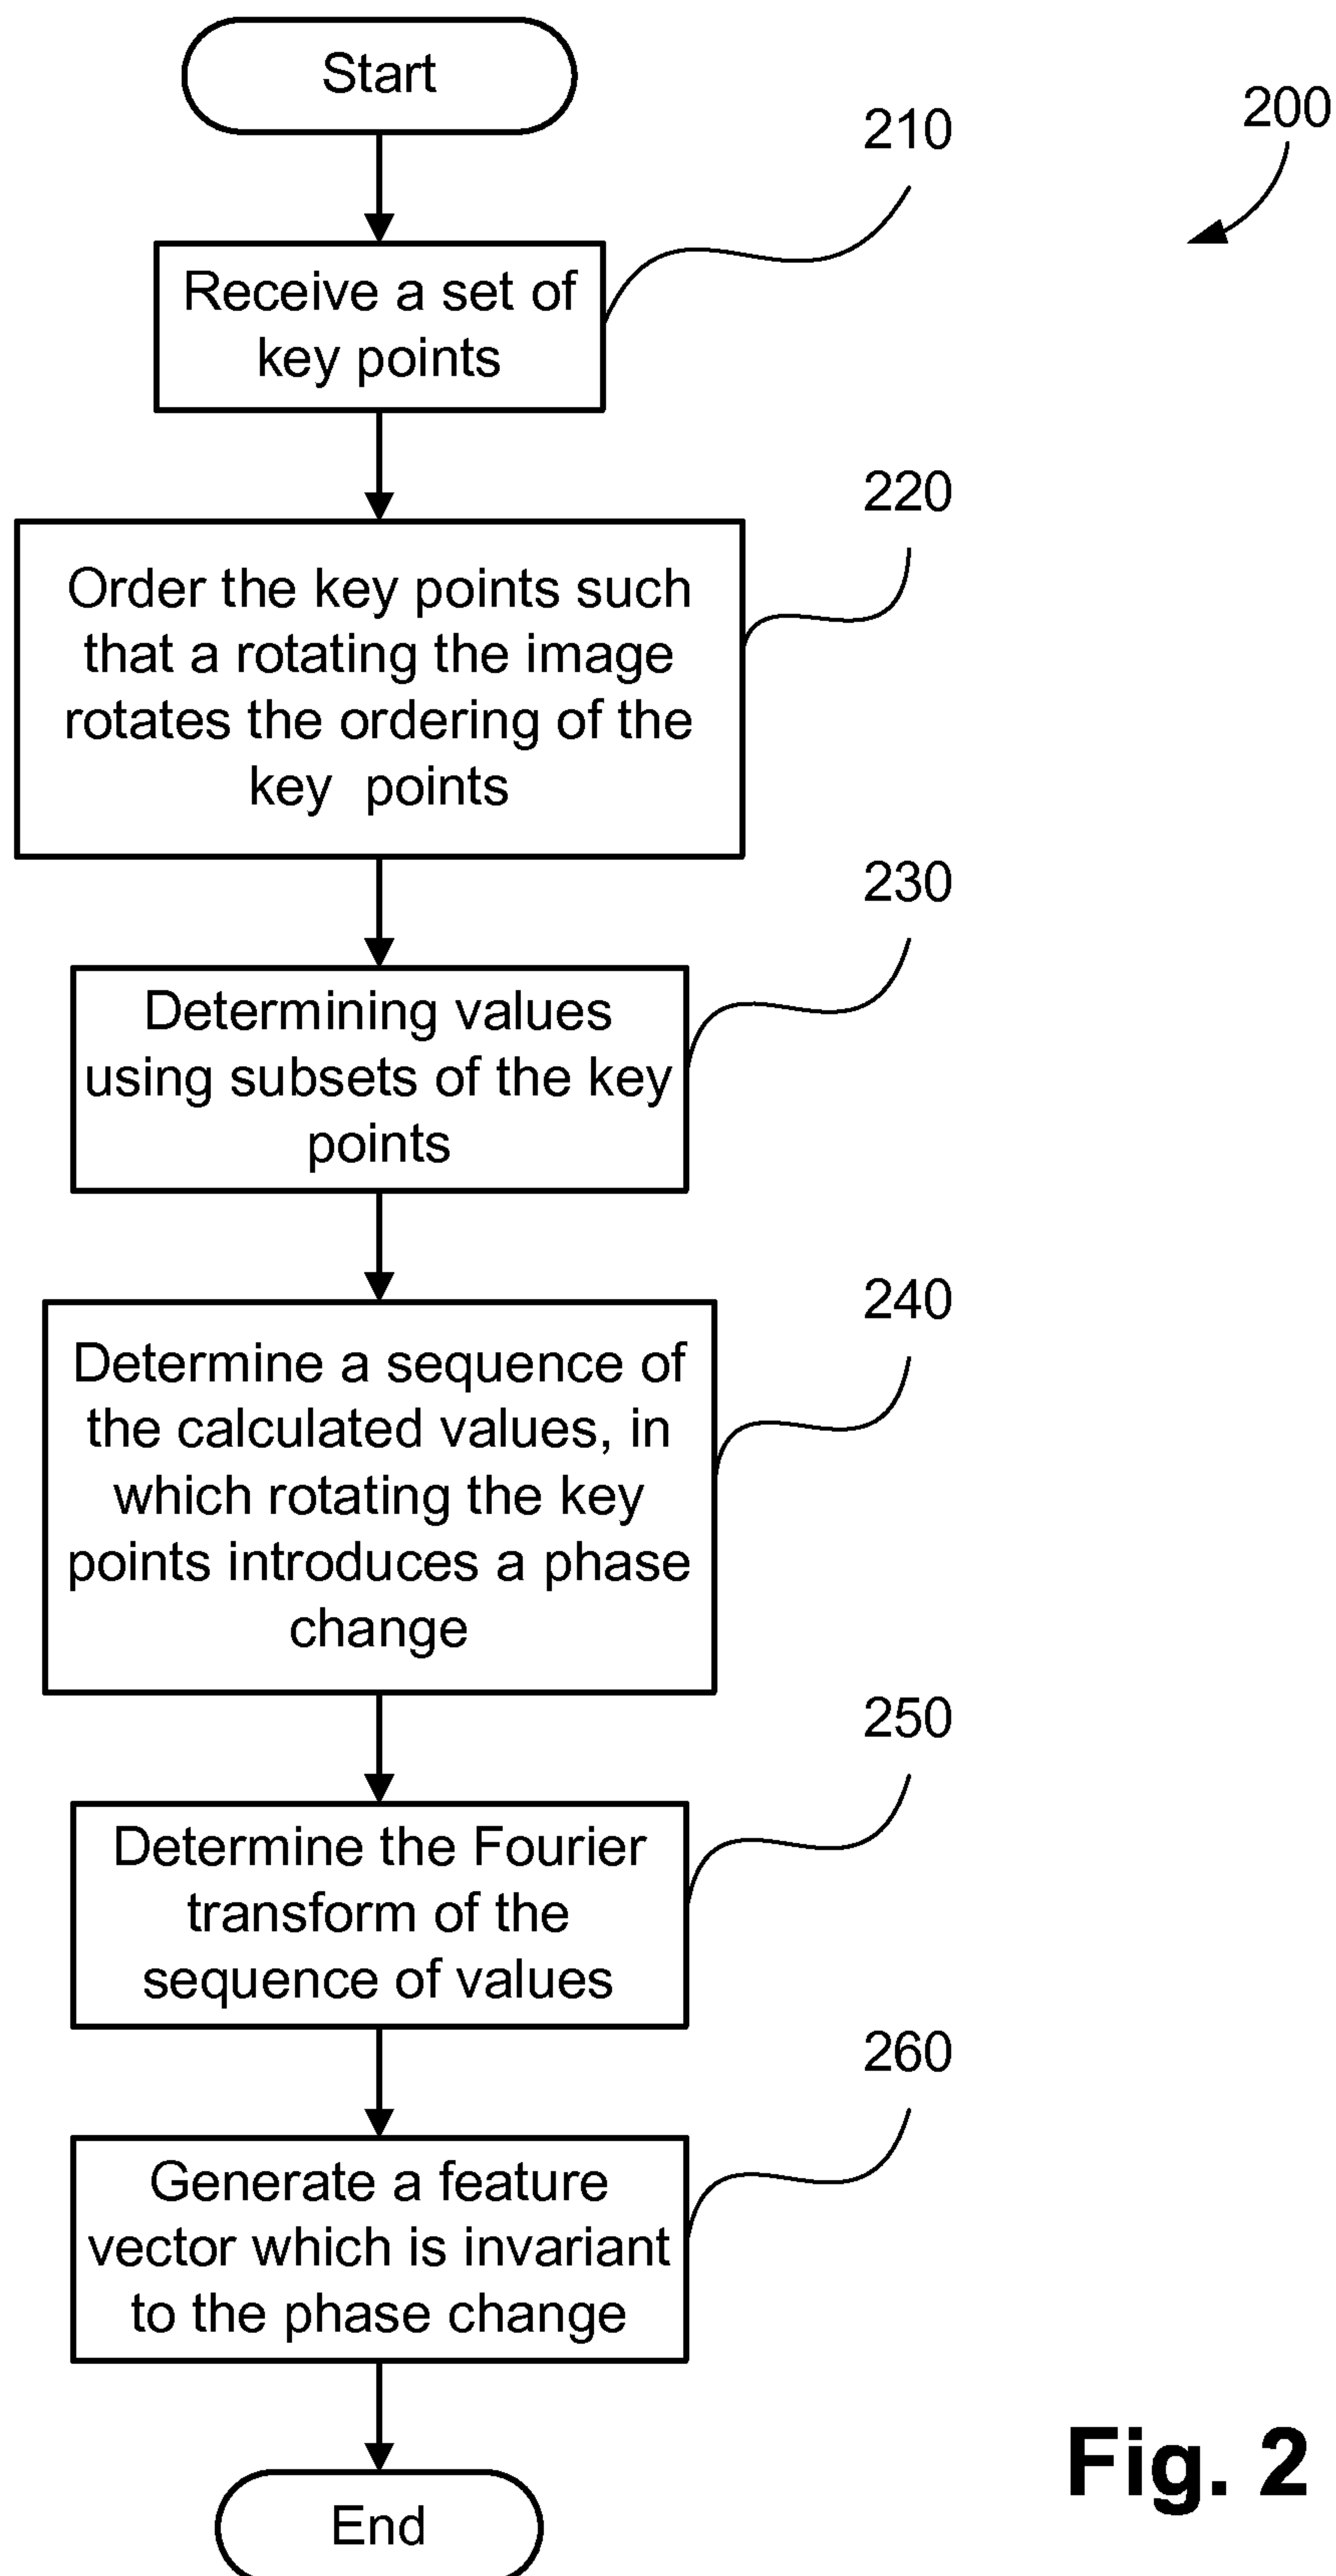 Start
210
200
Receive a set of
key points
220
Order the key points such
that a rotating the image
rotates the ordering of the
key points
230
Determining values
using subsets of the key
points
240
Determine a sequence of
the calculated values, in
which rotating the key
points introduces a phase
change
250
Determine the Fourier
transform of the
sequence of values
260
Generate a feature
vector which is invariant
to the phase change
End
Fig. 2